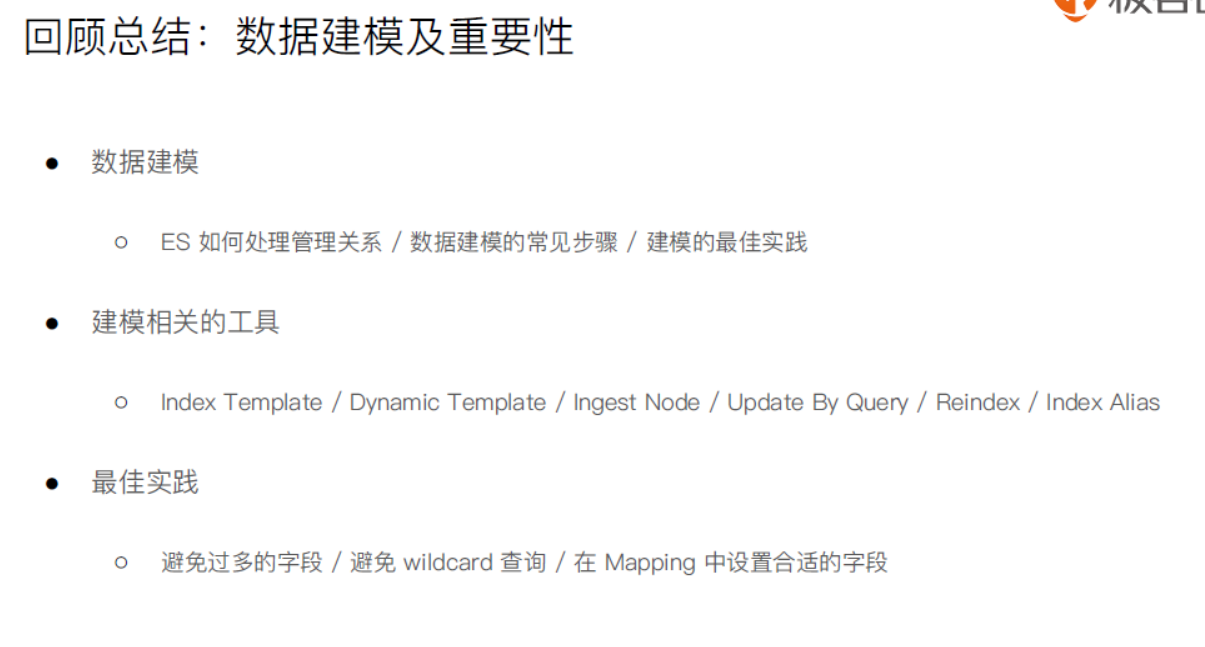 回顾总结：数据建模及重要性
● 数据建模
○ ES 如何处理管理关系 / 数据建模的常见步骤 / 建模的最佳实践
● 建模相关的工具
○ Index Template / Dynamic Template / Ingest Node / Update By Query / Reindex / Index Alias
● 最佳实践
○ 避免过多的字段 / 避免 wildcard 查询 / 在 Mapping 中设置合适的字段